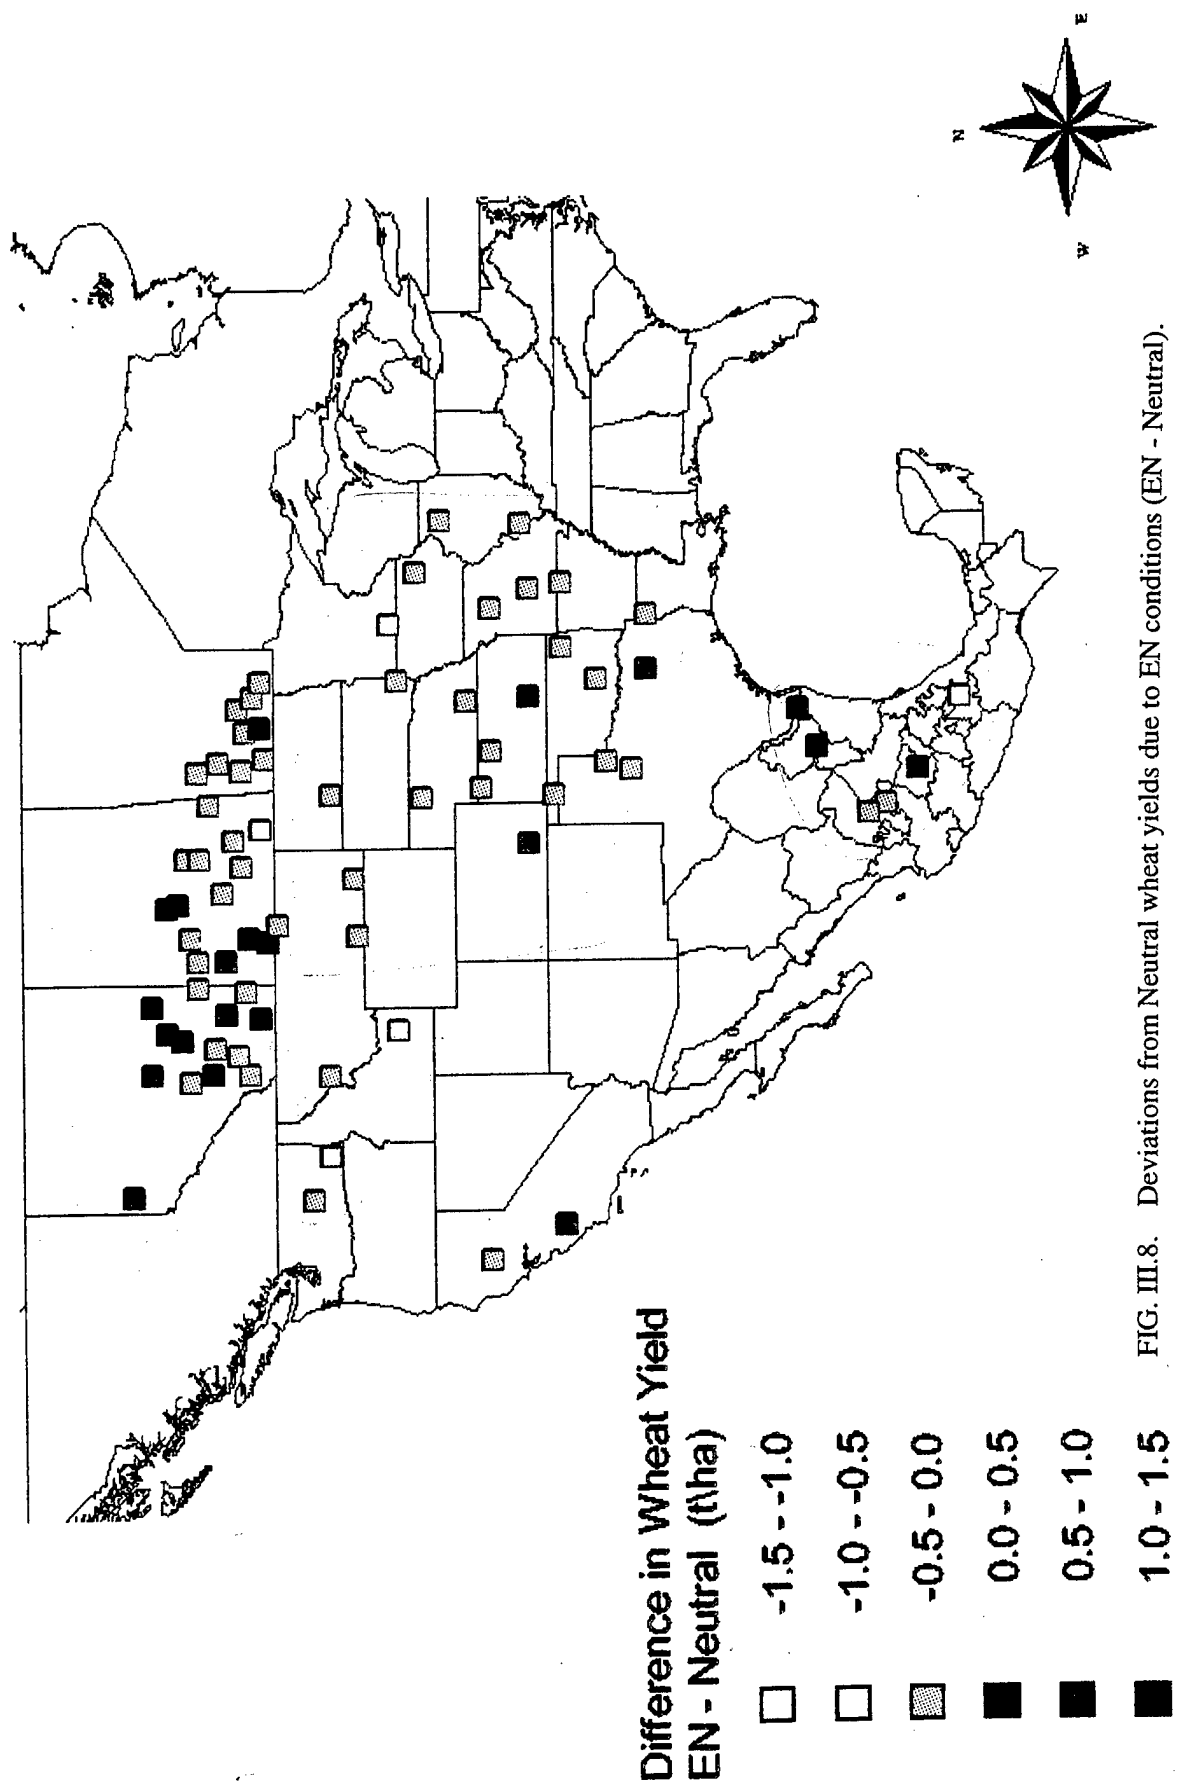 N
E
W
Difference in Wheat Yield
EN - Neutral (t\ha)
-1.5 - -1.0
-1.0 - -0.5
-0.5 - 0.0
0.0 - 0.5
0.5 - 1.0
1.0 - 1.5
FIG. III.8. Deviations from Neutral wheat yields due to EN conditions (EN - Neutral).